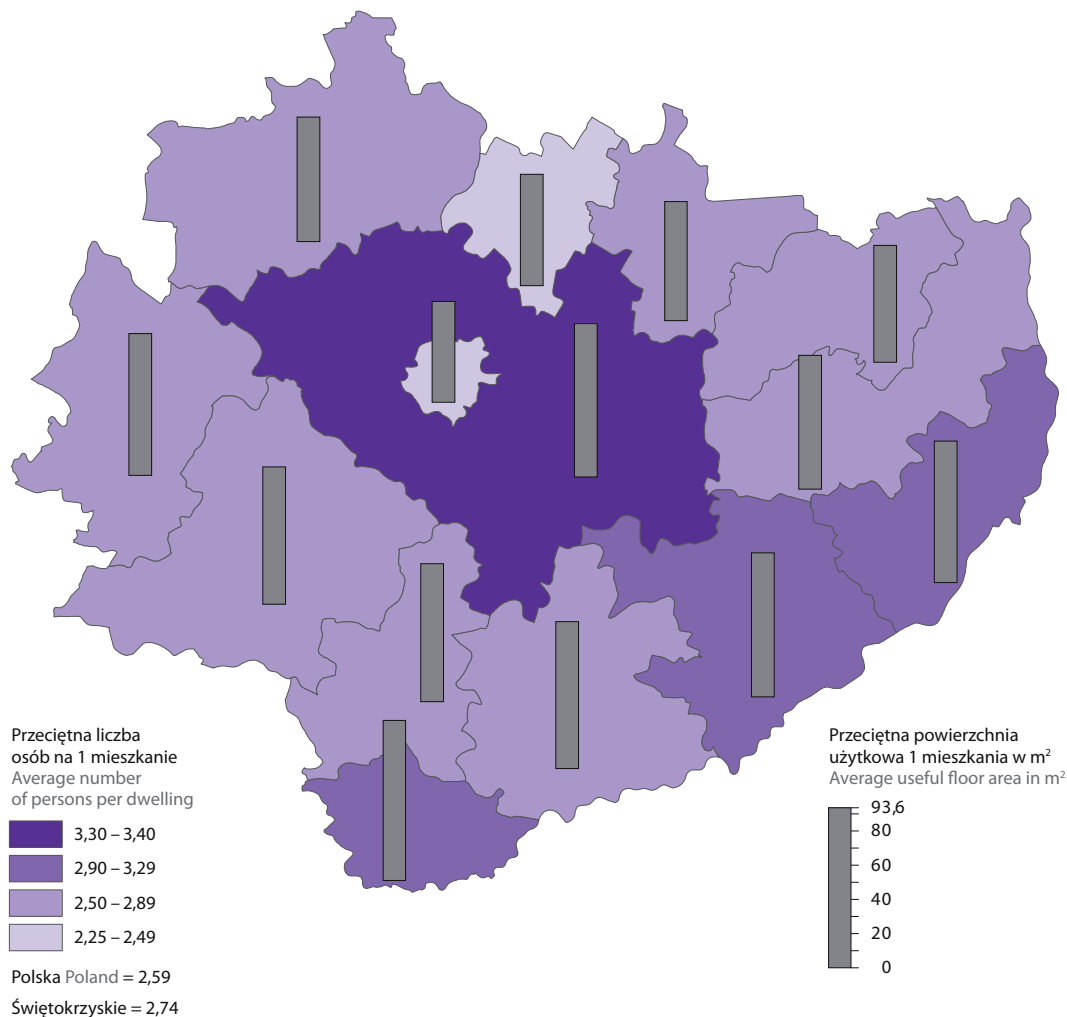 Przeciętna liczba
osób na 1 mieszkanie
Average number
of persons per dwelling
3,30 – 3,40
2,90 – 3,29
2,50 – 2,89
2,25 – 2,49
Polska Poland = 2,59
Świętokrzyskie = 2,74
Przeciętna powierzchnia
użytkowa 1 mieszkania w m²
Average useful floor area in m²
93,6
80
60
40
20
0